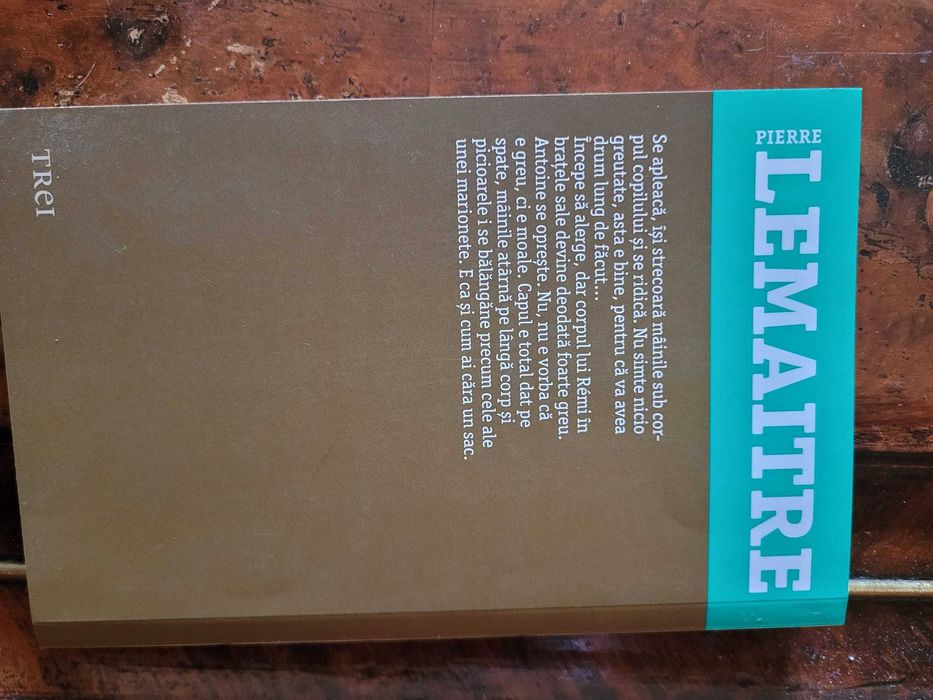 PIERRE
LEMAITRE
Se apleacă, își strecoară mâinile sub cor-
pul copilului și se ridică. Nu simte nicio
greutate, asta e bine, pentru că va avea
drum lung de făcut...
Începe să alerge, dar corpul lui Rémi în
brațele sale devine deodată foarte greu.
Antoine se oprește. Nu, nu e vorba că
e greu, ci e moale. Capul e total dat pe
spate, mâinile atârnă pe lângă corp și
picioarele i se bălăngăne precum cele ale
unei marionete. E ca și cum ai căra un sac.
TREI